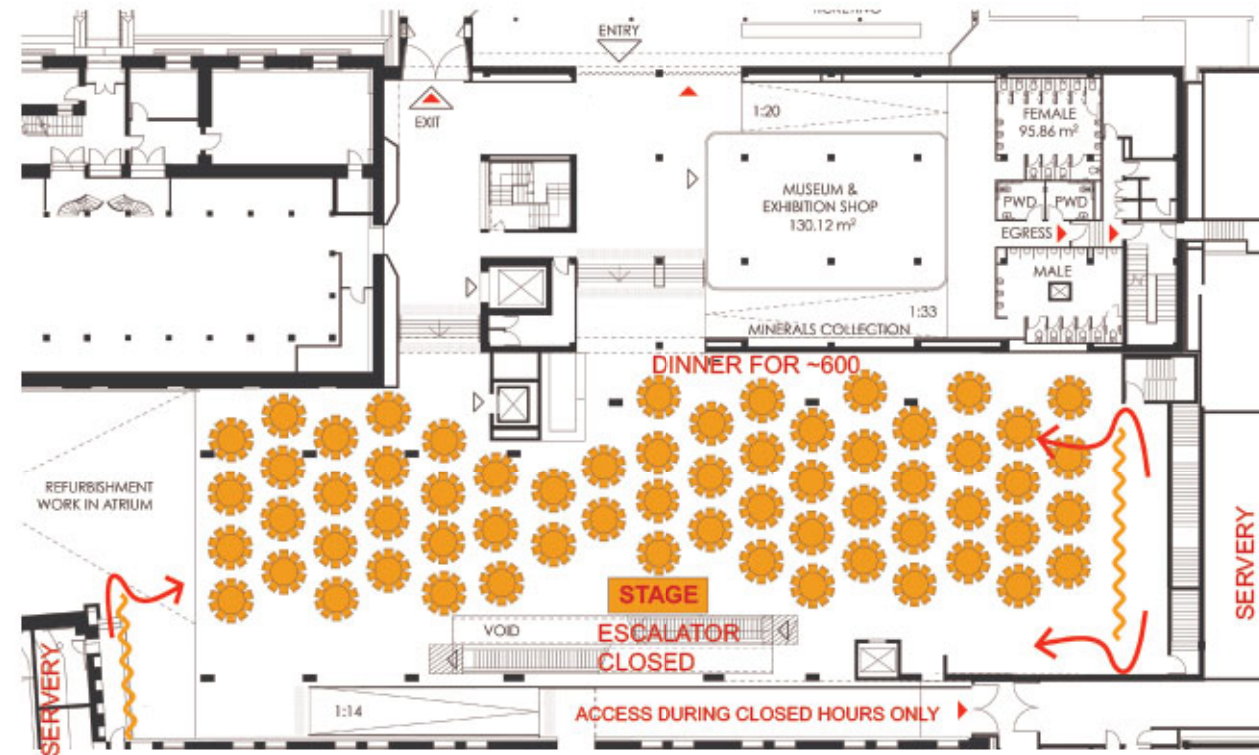 TICKETING
ENTRY
EXIT
1:20
FEMALE
95.86 m²
MUSEUM &
EXHIBITION SHOP
130.12 m²
PWD
PWD
EGRESS
MALE
1:33
MINERALS COLLECTION
DINNER FOR ~600
REFURBISHMENT
WORK IN ATRIUM
SERVERY
STAGE
VOID
ESCALATOR
CLOSED
SERVERY
1:14
ACCESS DURING CLOSED HOURS ONLY